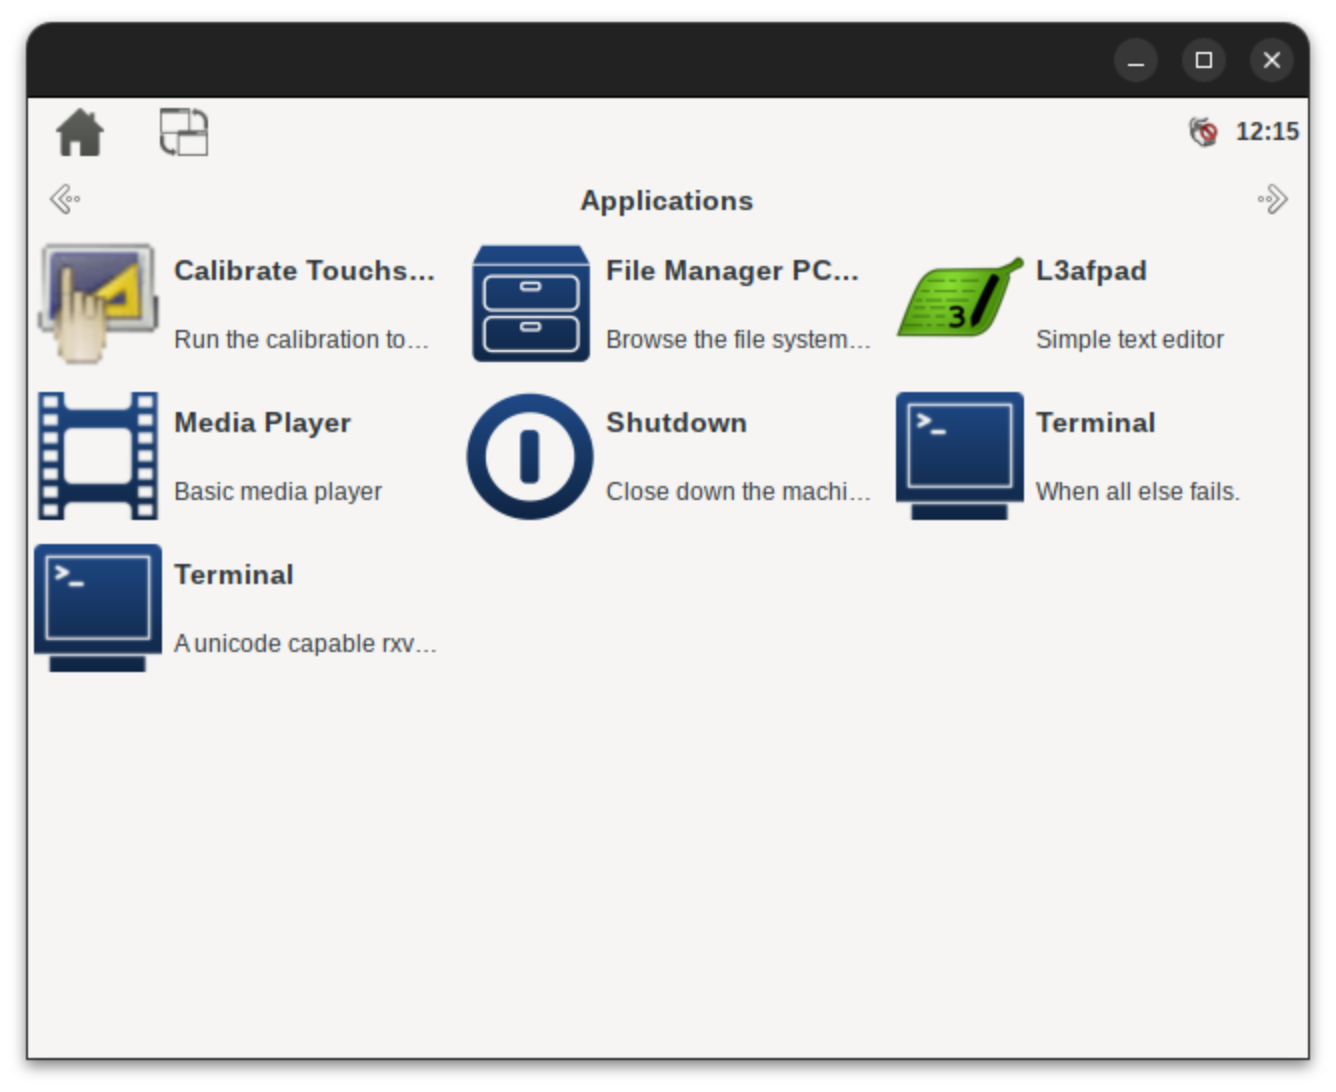 12:15
Applications
Calibrate Touchs...
Run the calibration to...
File Manager PC...
Browse the file system...
3
L3afpad
Simple text editor
Media Player
Basic media player
Shutdown
Close down the machi...
>_
Terminal
When all else fails.
>_
Terminal
A unicode capable rxv...